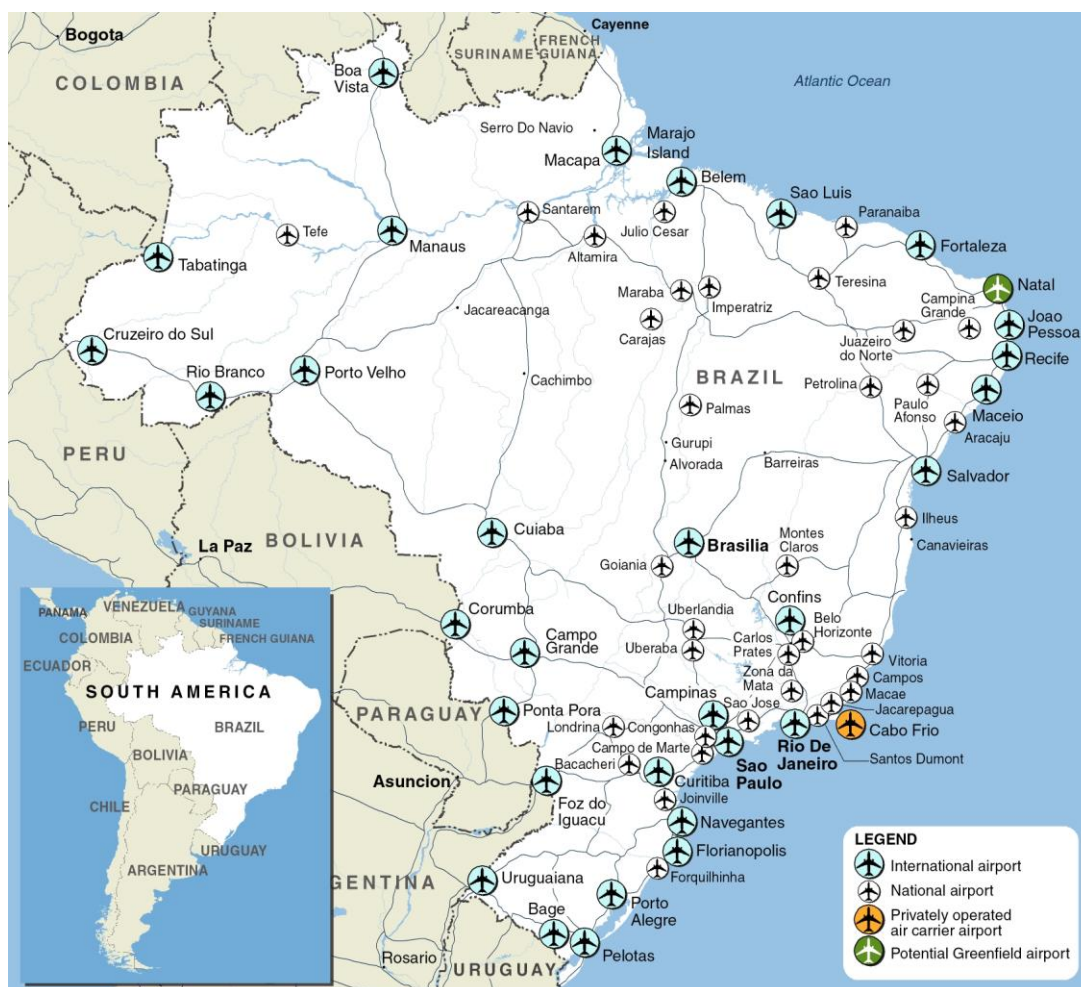 Bogota
COLOMBIA
SURINAME
FRENCH
GUIANA
Cayenne
Atlantic Ocean
Boa
Vista
Serro Do Navio
Macapa
Marajo
Island
Belem
Sao Luis
Paranaiba
Fortaleza
Santarem
Julio Cesar
Tefe
Manaus
Altamira
Tabatinga
Teresina
Natal
Maraba
Imperatriz
Campina
Grande
Joao
Pessoa
Jacareacanga
Carajas
Juazeiro
do Norte
Recife
Cruzeiro do Sul
Rio Branco
Porto Velho
Cachimbo
BRAZIL
Petrolina
Paulo
Afonso
Maceio
Palmas
Aracaju
PERU
Gurupi
Alvorada
Barreiras
Salvador
Cuiaba
Ilheus
Canavieiras
La Paz
BOLIVIA
Brasilia
Montes
Claros
Goiania
Confins
Corumba
Uberlandia
Belo
Horizonte
Campo
Grande
Uberaba
Carlos
Prates
Vitoria
Zona da
Mata
Campos
Macae
Campinas
Sao Jose
Jacarepagua
PARAGUAY
Ponta Pora
Londrina
Congonhas
Cabo Frio
Campo de Marte
Rio De
Janeiro
Santos Dumont
Sao
Paulo
Bacacheri
Asuncion
Curitiba
Foz do
Iguacu
Joinville
Navegantes
Florianopolis
Forquilhinha
GENTINA
Uruguaiana
Porto
Alegre
Bage
Pelotas
Rosario
URUGUAY
PANAMA
VENEZUELA
GUYANA
SURINAME
FRENCH GUIANA
COLOMBIA
ECUADOR
SOUTH AMERICA
PERU
BRAZIL
BOLIVIA
PARAGUAY
CHILE
URUGUAY
ARGENTINA
LEGEND
International airport
National airport
Privately operated
air carrier airport
Potential Greenfield airport